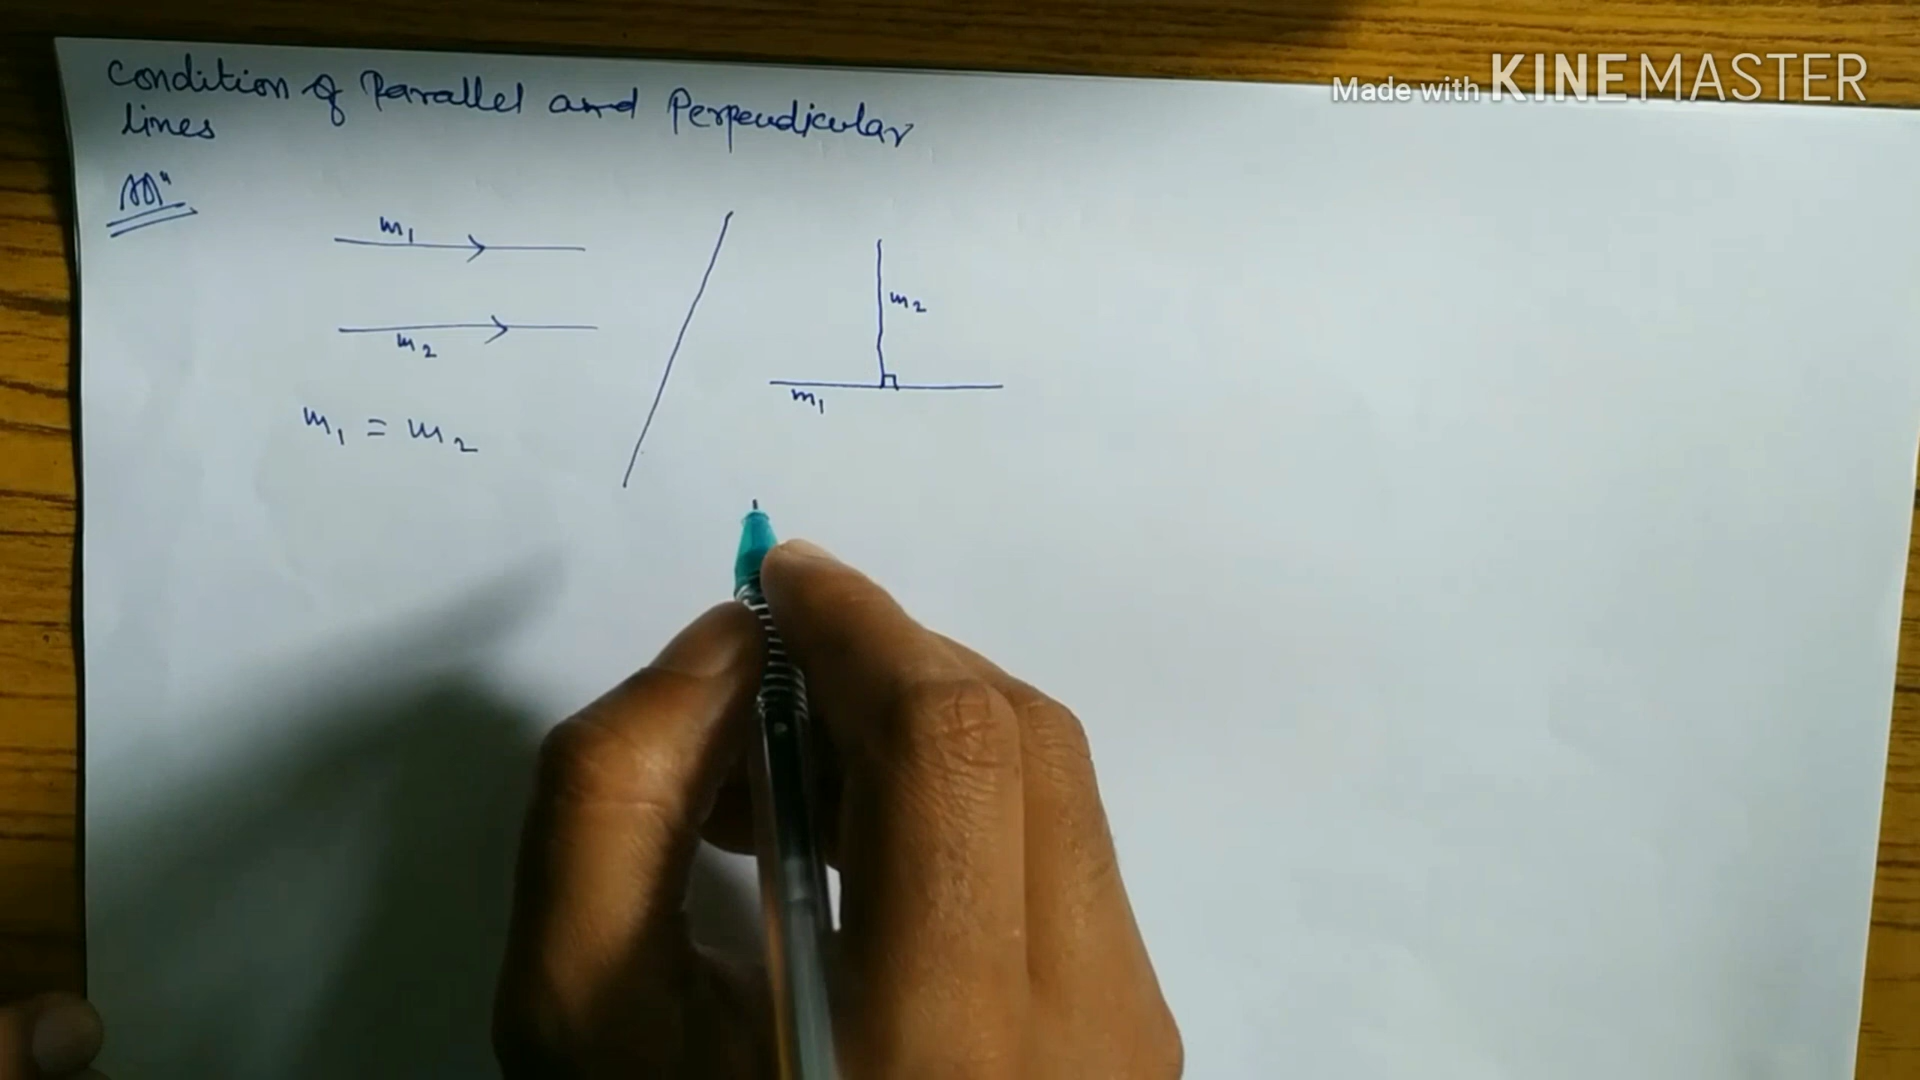 Made with KINEMASTER
Condition of Parallel and Perpendicular
lines
m₁
m₂
m₁ = m₂
m₂
m₁